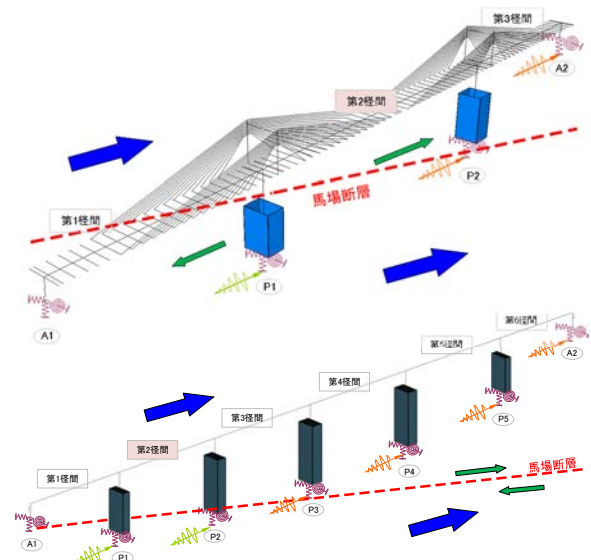 第3径間
A2
第2径間
P2
馬場断層
第1径間
P1
A1
第6径間
A2
第5径間
第4径間
P5
第3径間
P4
馬場断層
第2径間
P3
第1径間
P2
A1
P1